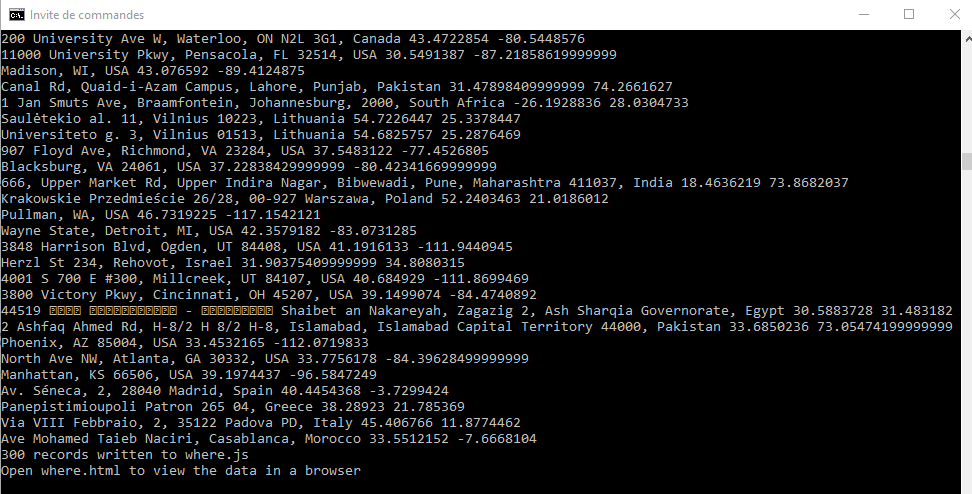 Invite de commandes
200 University Ave W, Waterloo, ON N2L 3G1, Canada 43.4722854 -80.5448576
11000 University Pkwy, Pensacola, FL 32514, USA 30.5491387 -87.21858619999999
Madison, WI, USA 43.076592 -89.4124875
Canal Rd, Quaid-i-Azam Campus, Lahore, Punjab, Pakistan 31.47898409999999 74.2661627
1 Jan Smuts Ave, Braamfontein, Johannesburg, 2000, South Africa -26.1928836 28.0304733
Saulėtekio al. 11, Vilnius 10223, Lithuania 54.7226447 25.3378447
Universiteto g. 3, Vilnius 01513, Lithuania 54.6825757 25.2876469
907 Floyd Ave, Richmond, VA 23284, USA 37.5483122 -77.4526805
Blacksburg, VA 24061, USA 37.22838429999999 -80.42341669999999
666, Upper Market Rd, Upper Indira Nagar, Bibwewadi, Pune, Maharashtra 411037, India 18.4636219 73.8682037
Krakowskie Przedmieście 26/28, 00-927 Warszawa, Poland 52.2403463 21.0186012
Pullman, WA, USA 46.7319225 -117.1542121
Wayne State, Detroit, MI, USA 42.3579182 -83.0731285
3848 Harrison Blvd, Ogden, UT 84408, USA 41.1916133 -111.9440945
Herzl St 234, Rehovot, Israel 31.90375409999999 34.8080315
4001 S 700 E #300, Millcreek, UT 84107, USA 40.684929 -111.8699469
3800 Victory Pkwy, Cincinnati, OH 45207, USA 39.1499074 -84.4740892
44519 - Shaibet an Nakareyah, Zagazig 2, Ash Sharqia Governorate, Egypt 30.5883728 31.483182
2 Ashfaq Ahmed Rd, H-8/2 H 8/2 H-8, Islamabad, Islamabad Capital Territory 44000, Pakistan 33.6850236 73.05474199999999
Phoenix, AZ 85004, USA 33.4532165 -112.0719833
North Ave NW, Atlanta, GA 30332, USA 33.7756178 -84.39628499999999
Manhattan, KS 66506, USA 39.1974437 -96.5847249
Av. Séneca, 2, 28040 Madrid, Spain 40.4454368 -3.7299424
Panepistimioupoli Patron 265 04, Greece 38.28923 21.785369
Via VIII Febbraio, 2, 35122 Padova PD, Italy 45.406766 11.8774462
Ave Mohamed Taieb Naciri, Casablanca, Morocco 33.5512152 -7.6668104
300 records written to where.js
Open where.html to view the data in a browser